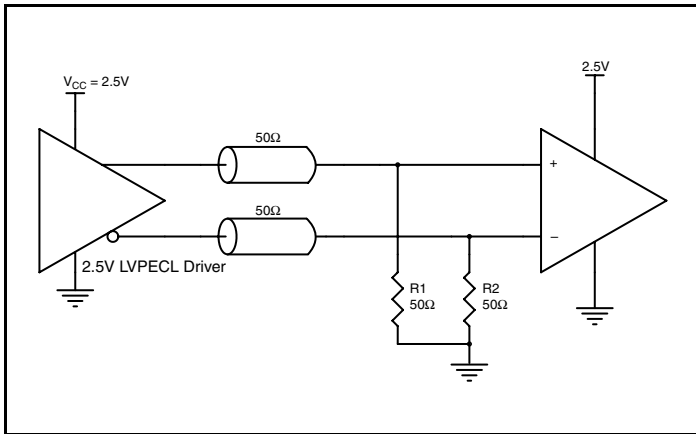 V_CC = 2.5V
2.5V
50Ω
50Ω
+
−
2.5V LVPECL Driver
R1
50Ω
R2
50Ω